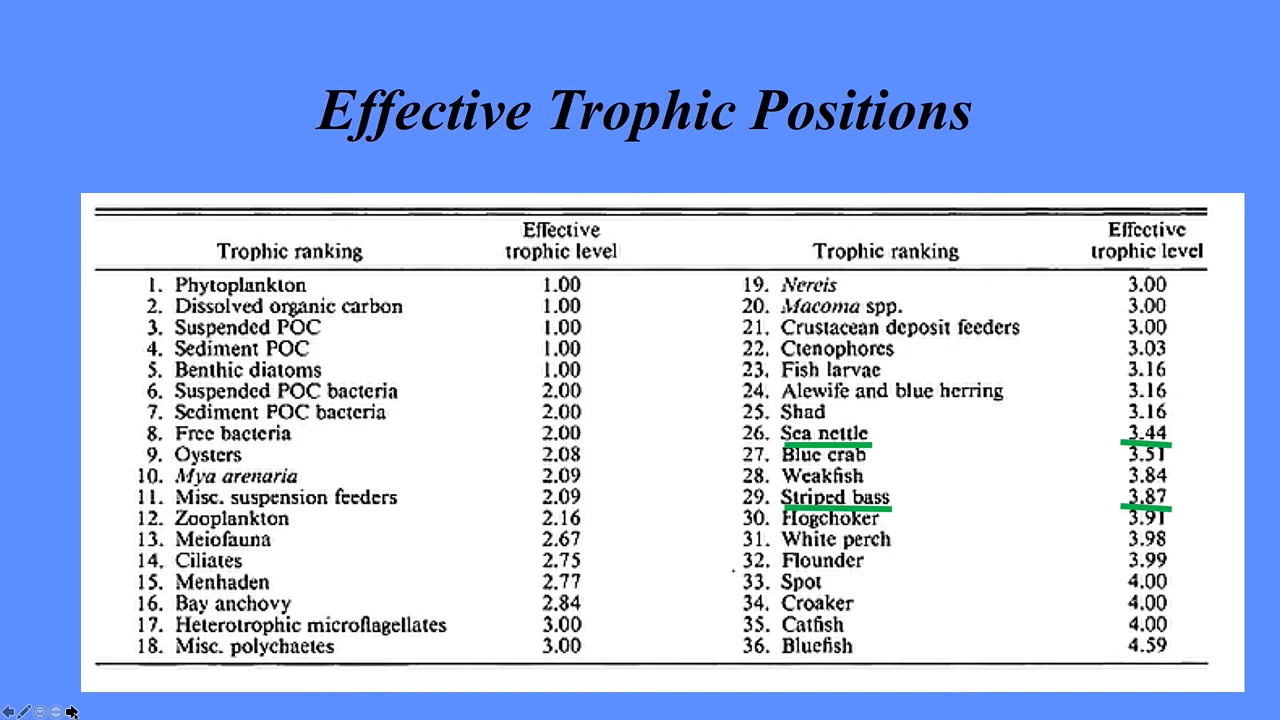 Effective Trophic Positions
Trophic ranking Effective trophic level
1. Phytoplankton 1.00
2. Dissolved organic carbon 1.00
3. Suspended POC 1.00
4. Sediment POC 1.00
5. Benthic diatoms 1.00
6. Suspended POC bacteria 2.00
7. Sediment POC bacteria 2.00
8. Free bacteria 2.00
9. Oysters 2.08
10. Mya arenaria 2.09
11. Misc. suspension feeders 2.09
12. Zooplankton 2.16
13. Meiofauna 2.67
14. Ciliates 2.75
15. Menhaden 2.77
16. Bay anchovy 2.84
17. Heterotrophic microflagellates 3.00
18. Misc. polychaetes 3.00
Trophic ranking Effective trophic level
19. Nereis 3.00
20. Macoma spp. 3.00
21. Crustacean deposit feeders 3.00
22. Ctenophores 3.03
23. Fish larvae 3.16
24. Alewife and blue herring 3.16
25. Shad 3.16
26. Sea nettle 3.44
27. Blue crab 3.51
28. Weakfish 3.84
29. Striped bass 3.87
30. Hogchoker 3.91
31. White perch 3.98
32. Flounder 3.99
33. Spot 4.00
34. Croaker 4.00
35. Catfish 4.00
36. Bluefish 4.59